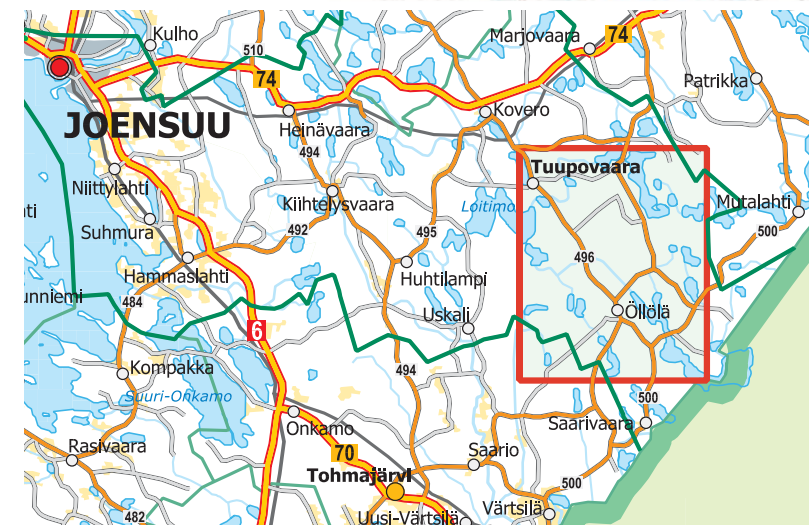 Kulho
510
Marjovaara
74
74
Patrikka
Kovero
JOENSUU
Heinävaara
494
Tuupovaara
Niittylahti
Kiihtelysvaara
Loitimo
Mutalahti
ti
Suhmura
492
495
500
496
Hammaslahti
Huhtilampi
unniemi
484
Uskali
Öllölä
6
Kompakka
494
Suuri-Onkamo
500
Onkamo
Saarivaara
Rasivaara
70
Saario
Tohmajärvi
500
482
Värtsilä
Uusi-Värtsilä